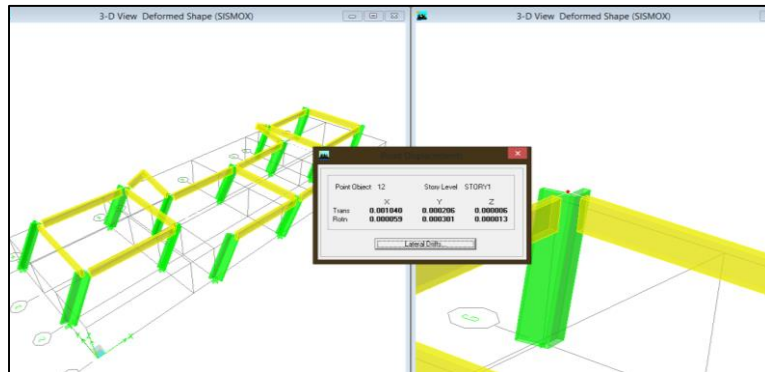 3-D View Deformed Shape (SISMOX)
3-D View Deformed Shape (SISMOX)
Point Object 12 Story Level STORY1
X Y Z
Trans 0.001040 0.000206 0.000006
Rotn 0.000059 0.000301 0.000013
Lateral Drifts...